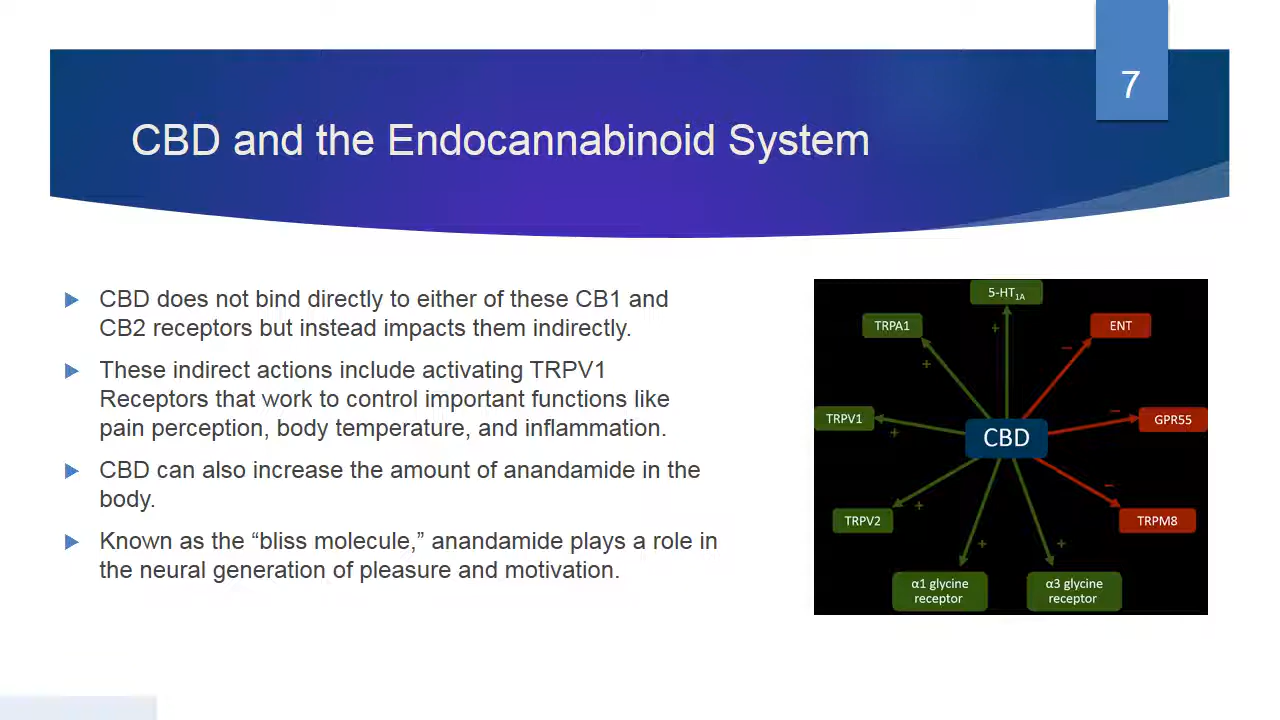 7
CBD and the Endocannabinoid System
CBD does not bind directly to either of these CB1 and
CB2 receptors but instead impacts them indirectly.
These indirect actions include activating TRPV1
Receptors that work to control important functions like
pain perception, body temperature, and inflammation.
CBD can also increase the amount of anandamide in the
body.
Known as the “bliss molecule,” anandamide plays a role in
the neural generation of pleasure and motivation.
5-HT1A
TRPA1
ENT
+
+
−
TRPV1
+
CBD
−
GPR55
TRPV2
+
−
TRPM8
+
+
α1 glycine
receptor
α3 glycine
receptor